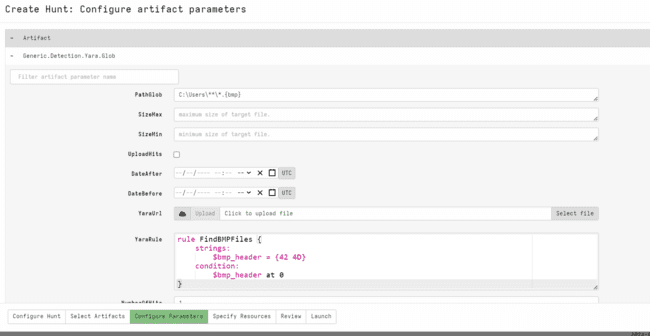 Create Hunt: Configure artifact parameters
Artifact
Generic.Detection.Yara.Glob
Filter artifact parameter name
PathGlob C:\Users\**\*.{bmp}
SizeMax maximum size of target file.
SizeMin minimum size of target file.
UploadHits
DateAfter --/--/---- --:-- -- UTC
DateBefore --/--/---- --:-- -- UTC
YaraUrl Upload Click to upload file Select file
YaraRule rule FindBMPFiles {
strings:
$bmp_header = {42 4D}
condition:
$bmp_header at 0
}
Configure Hunt Select Artifacts Configure Parameters Specify Resources Review Launch